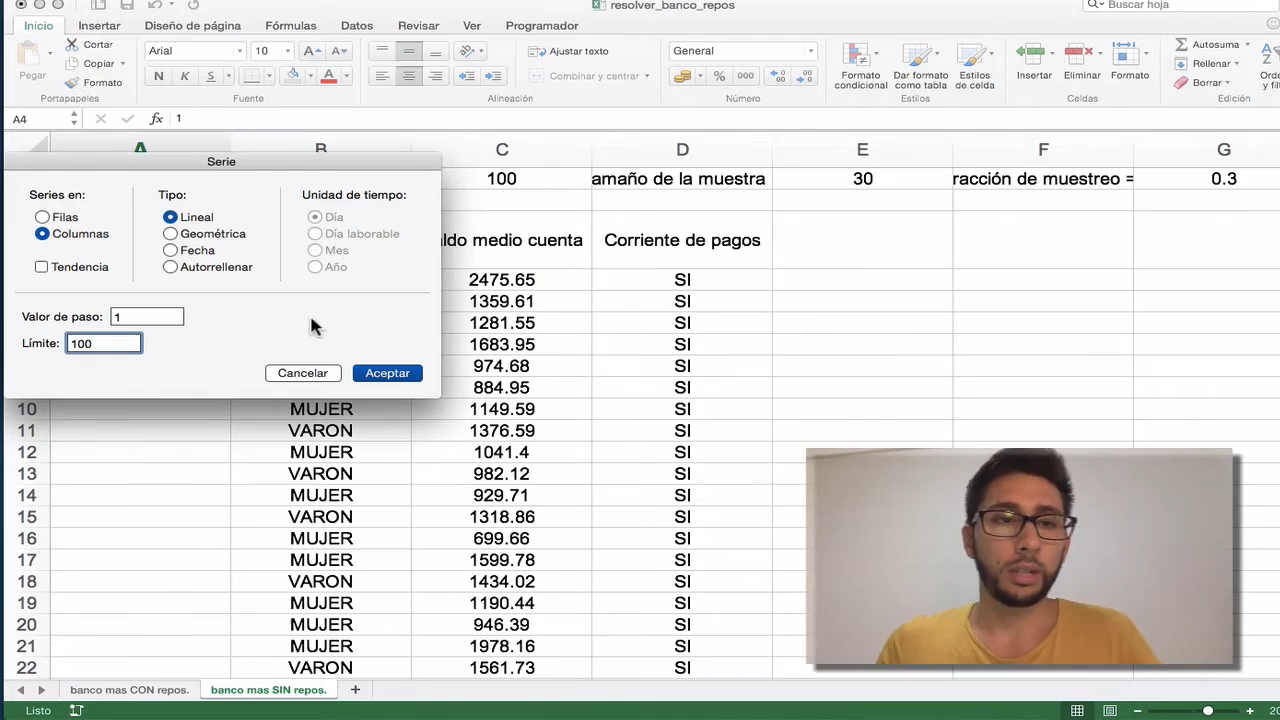 resolver_banco_repos
Buscar hoja
Inicio Insertar Diseño de página Fórmulas Datos Revisar Ver Programador
Pegar
Cortar
Copiar
Formato
Arial 10
A A
N K S A
Ajustar texto
Combinar y centrar
General
% 000
Formato condicional
Dar formato como tabla
Estilos de celda
Insertar Eliminar Formato
Autosuma
Rellenar
Borrar
Portapapeles Fuente Alineación Número Estilos Celdas Edición
A4 fx 1
A B C D E F G
100 amaño de la muestra 30 racción de muestreo = 0.3
Serie
Series en:
Filas
Columnas
Tendencia
Tipo:
Lineal
Geométrica
Fecha
Autorrellenar
Unidad de tiempo:
Día
Día laborable
Mes
Año
Valor de paso: 1
Límite: 100
Cancelar Aceptar
ldo medio cuenta Corriente de pagos
2475.65 SI
1359.61 SI
1281.55 SI
1683.95 SI
974.68 SI
884.95 SI
10 MUJER 1149.59 SI
11 VARON 1376.59 SI
12 MUJER 1041.4 SI
13 VARON 982.12 SI
14 MUJER 929.71 SI
15 VARON 1318.86 SI
16 MUJER 699.66 SI
17 MUJER 1599.78 SI
18 VARON 1434.02 SI
19 MUJER 1190.44 SI
20 MUJER 946.39 SI
21 MUJER 1978.16 SI
22 VARON 1561.73 SI
banco mas CON repos. banco mas SIN repos. +
Listo